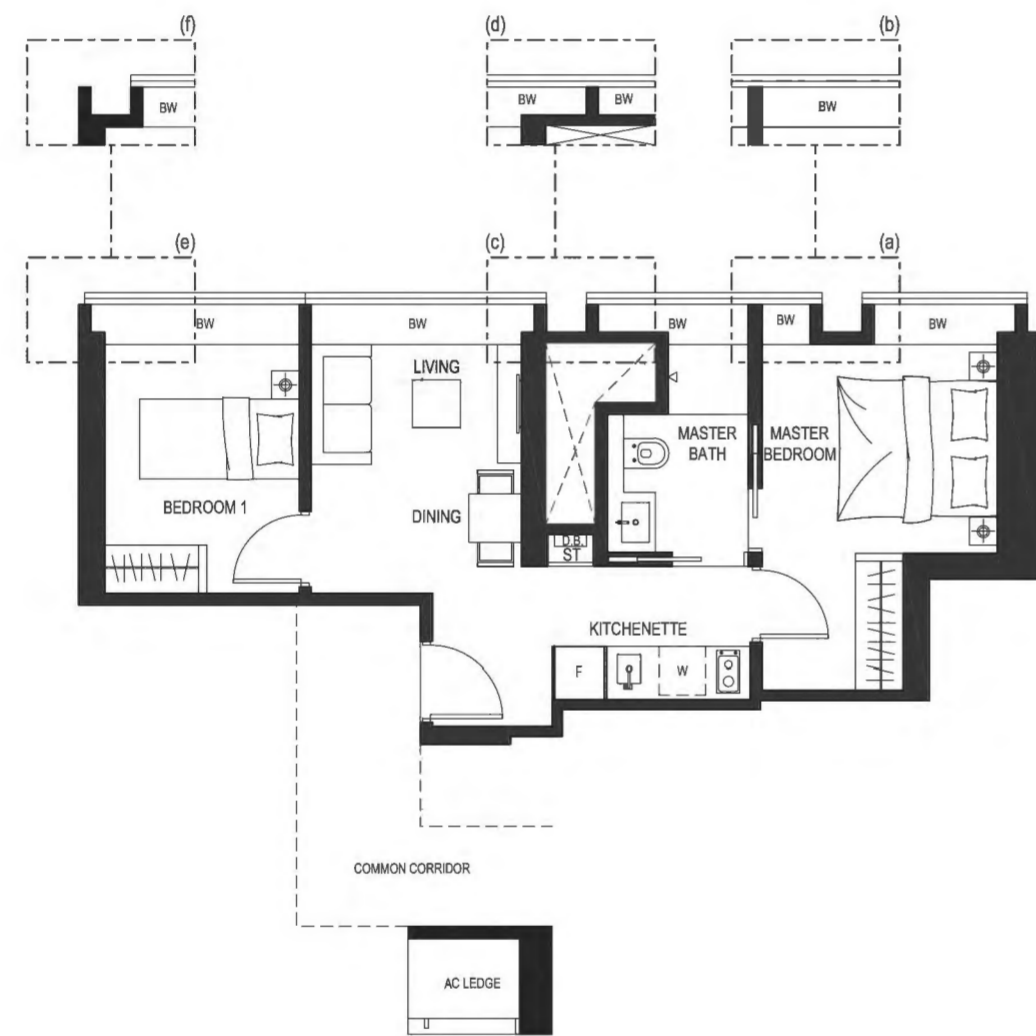 (f)
(d)
(b)
BW
BW
BW
BW
(e)
(c)
(a)
BW
BW
BW
BW
BW
LIVING
MASTER
BATH
MASTER
BEDROOM
BEDROOM 1
DINING
D.B.
ST
KITCHENETTE
F
W
COMMON CORRIDOR
AC LEDGE